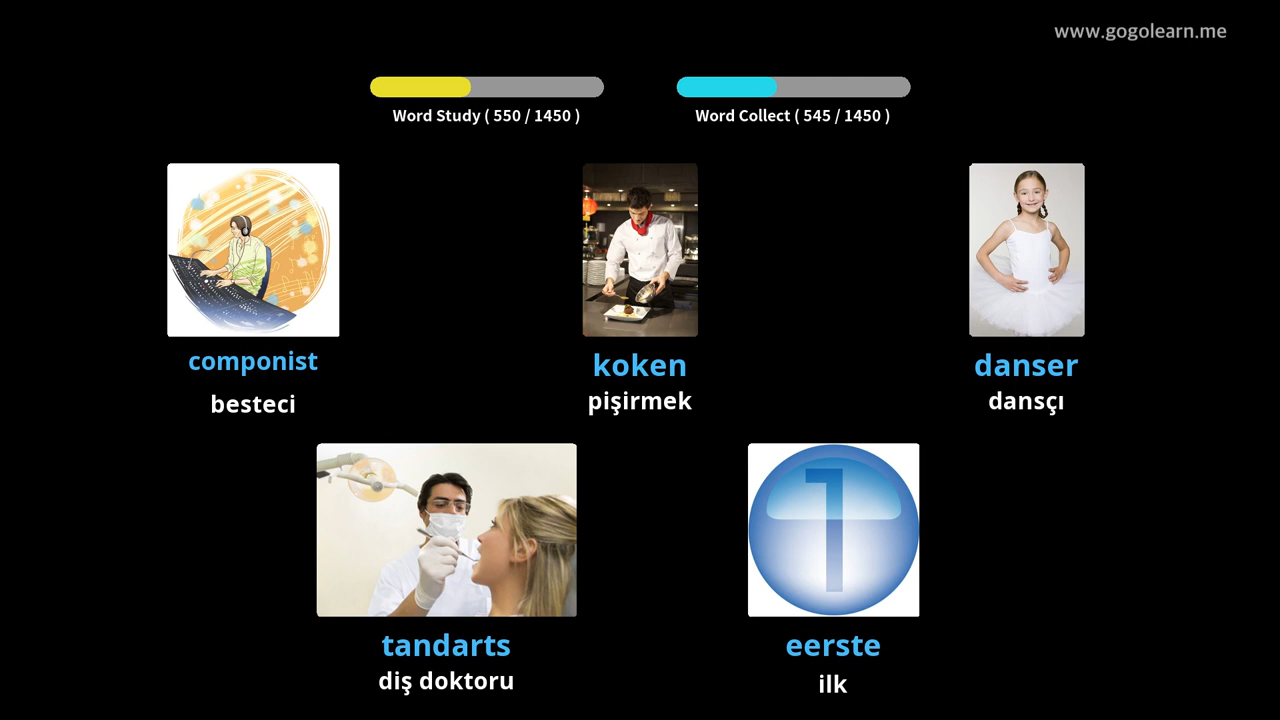 www.gogolearn.me
Word Study ( 550 / 1450 )
Word Collect ( 545 / 1450 )
componist
besteci
koken
pişirmek
danser
dansçı
tandarts
diş doktoru
1
eerste
ilk